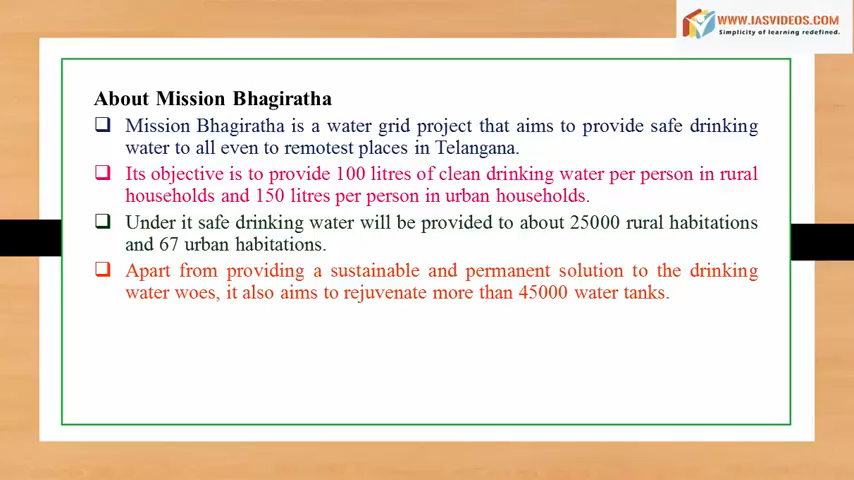 WWW.IASVIDEOS.COM
Simplicity of learning redefined.
About Mission Bhagiratha
Mission Bhagiratha is a water grid project that aims to provide safe drinking
water to all even to remotest places in Telangana.
Its objective is to provide 100 litres of clean drinking water per person in rural
households and 150 litres per person in urban households.
Under it safe drinking water will be provided to about 25000 rural habitations
and 67 urban habitations.
Apart from providing a sustainable and permanent solution to the drinking
water woes, it also aims to rejuvenate more than 45000 water tanks.